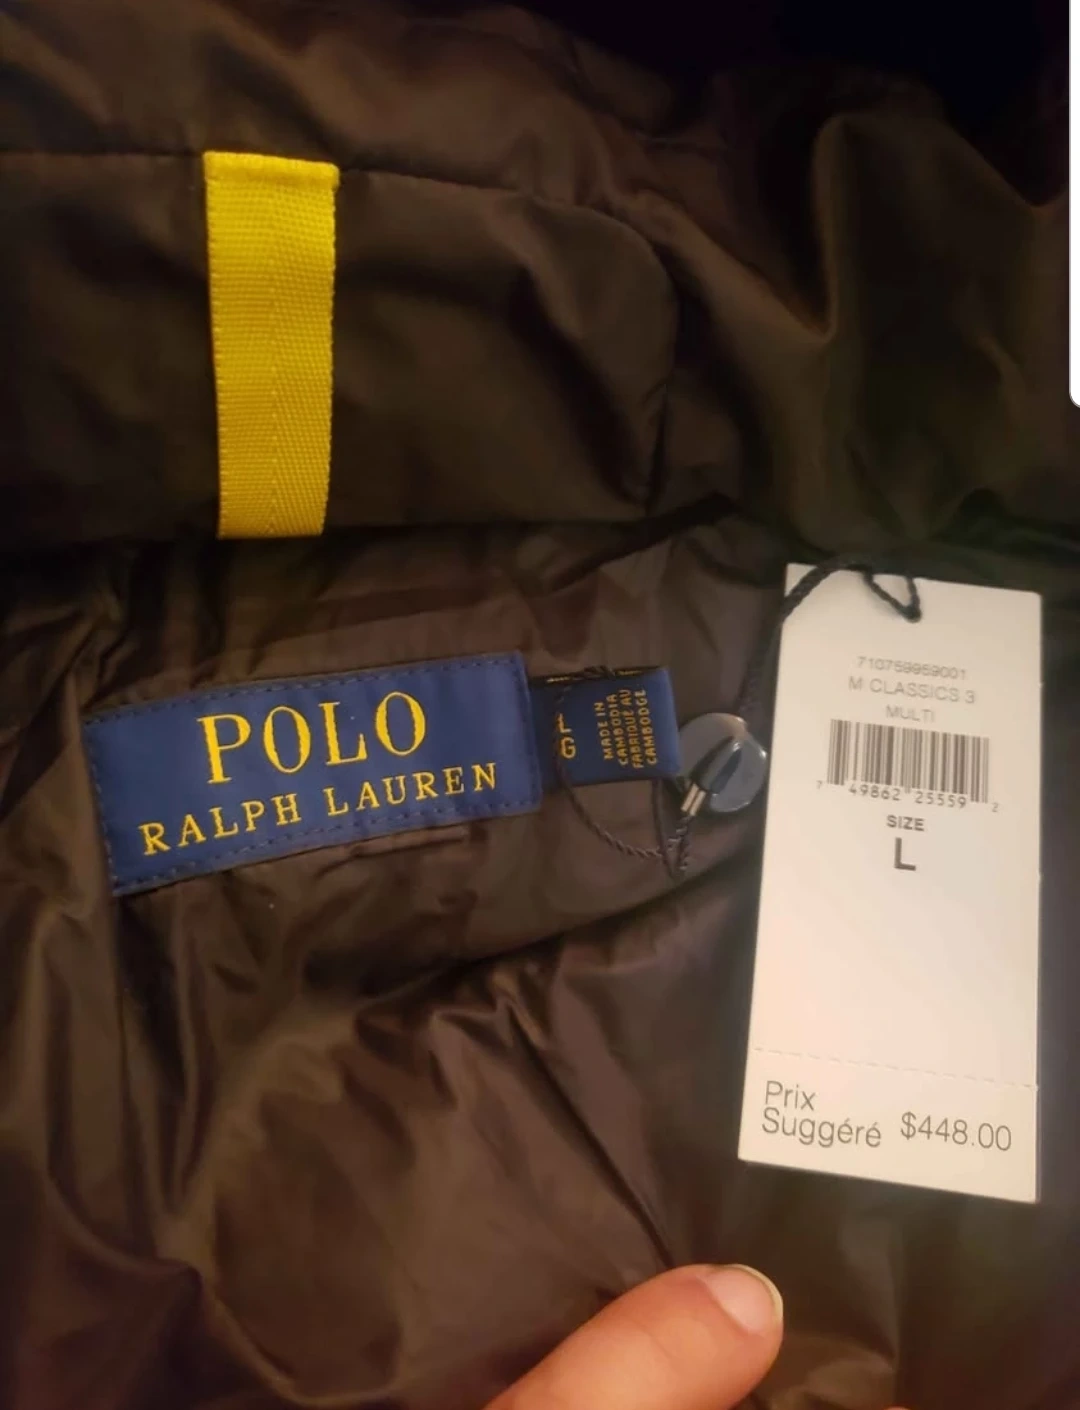 POLO
RALPH LAUREN
L
G
MADE IN
CAMBODIA
FABRIQUÉ AU
CAMBODGE
710759959001
M CLASSICS 3
MULTI
7 49862 25559 2
SIZE
L
Prix
Suggéré $448.00